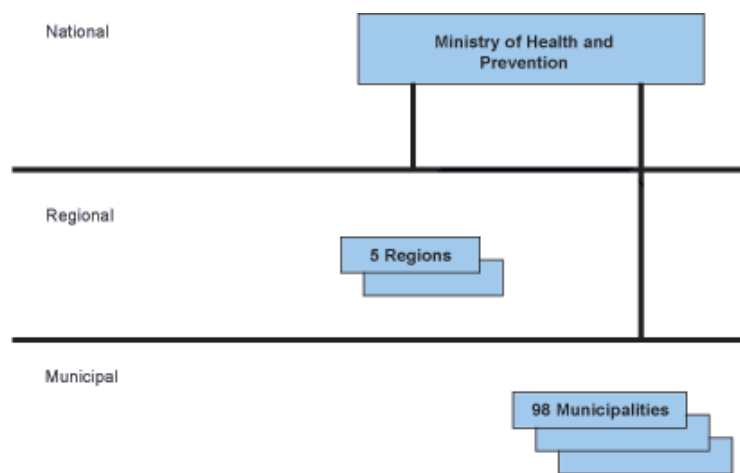 National
Ministry of Health and
Prevention
Regional
5 Regions
Municipal
98 Municipalities